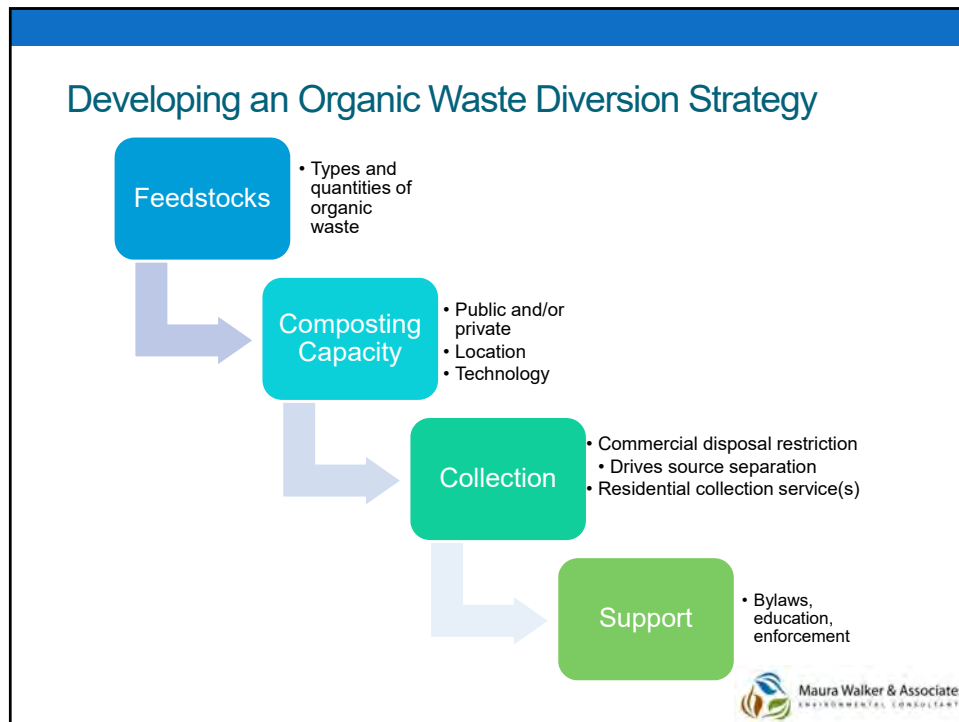 Developing an Organic Waste Diversion Strategy
Feedstocks
• Types and
quantities of
organic
waste
Composting
Capacity
• Public and/or
private
• Location
• Technology
Collection
• Commercial disposal restriction
• Drives source separation
• Residential collection service(s)
Support
• Bylaws,
education,
enforcement
Maura Walker & Associate
ENVIRONMENTAL CONSULTANT